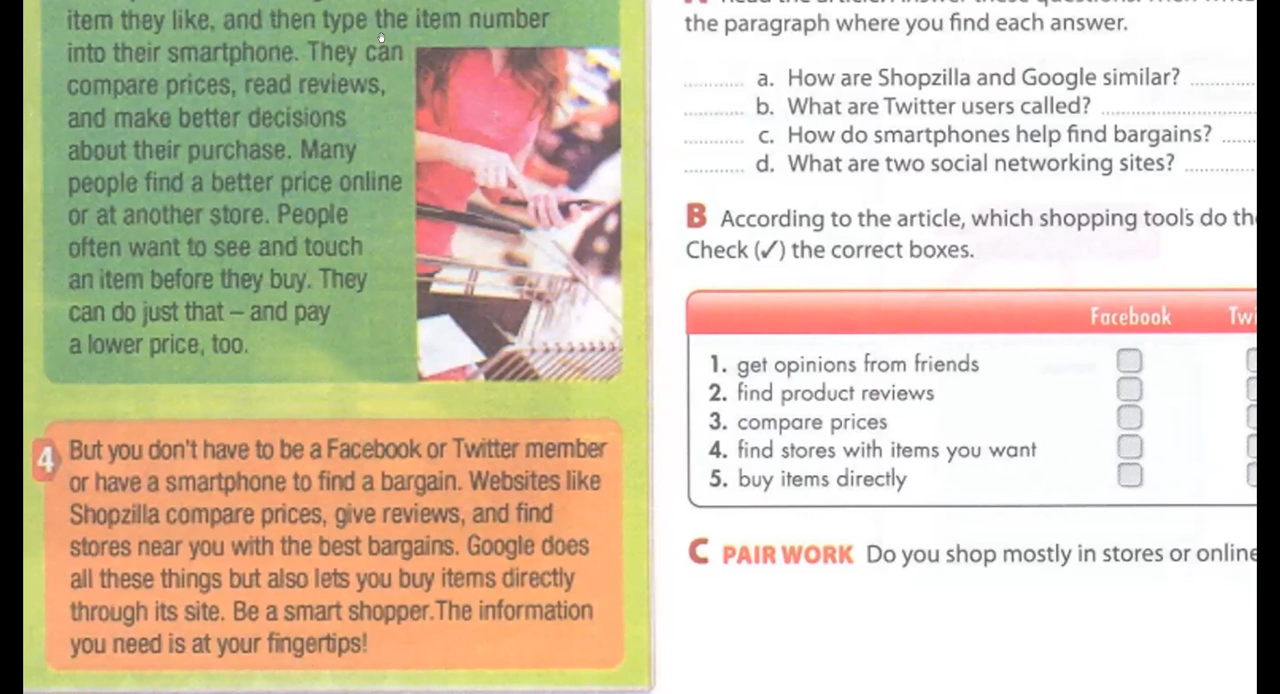 item they like, and then type the item number
into their smartphone. They can
compare prices, read reviews,
and make better decisions
about their purchase. Many
people find a better price online
or at another store. People
often want to see and touch
an item before they buy. They
can do just that – and pay
a lower price, too.
4
But you don't have to be a Facebook or Twitter member
or have a smartphone to find a bargain. Websites like
Shopzilla compare prices, give reviews, and find
stores near you with the best bargains. Google does
all these things but also lets you buy items directly
through its site. Be a smart shopper.The information
you need is at your fingertips!
the paragraph where you find each answer.
a. How are Shopzilla and Google similar?
b. What are Twitter users called?
c. How do smartphones help find bargains?
d. What are two social networking sites?
B According to the article, which shopping tools do
Check (✓) the correct boxes.
Facebook
1. get opinions from friends
2. find product reviews
3. compare prices
4. find stores with items you want
5. buy items directly
C PAIR WORK Do you shop mostly in stores or online